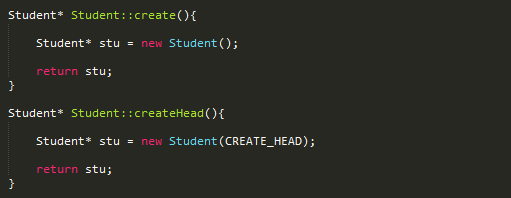 Student* Student::create(){
Student* stu = new Student();
return stu;
}
Student* Student::createHead(){
Student* stu = new Student(CREATE_HEAD);
return stu;
}